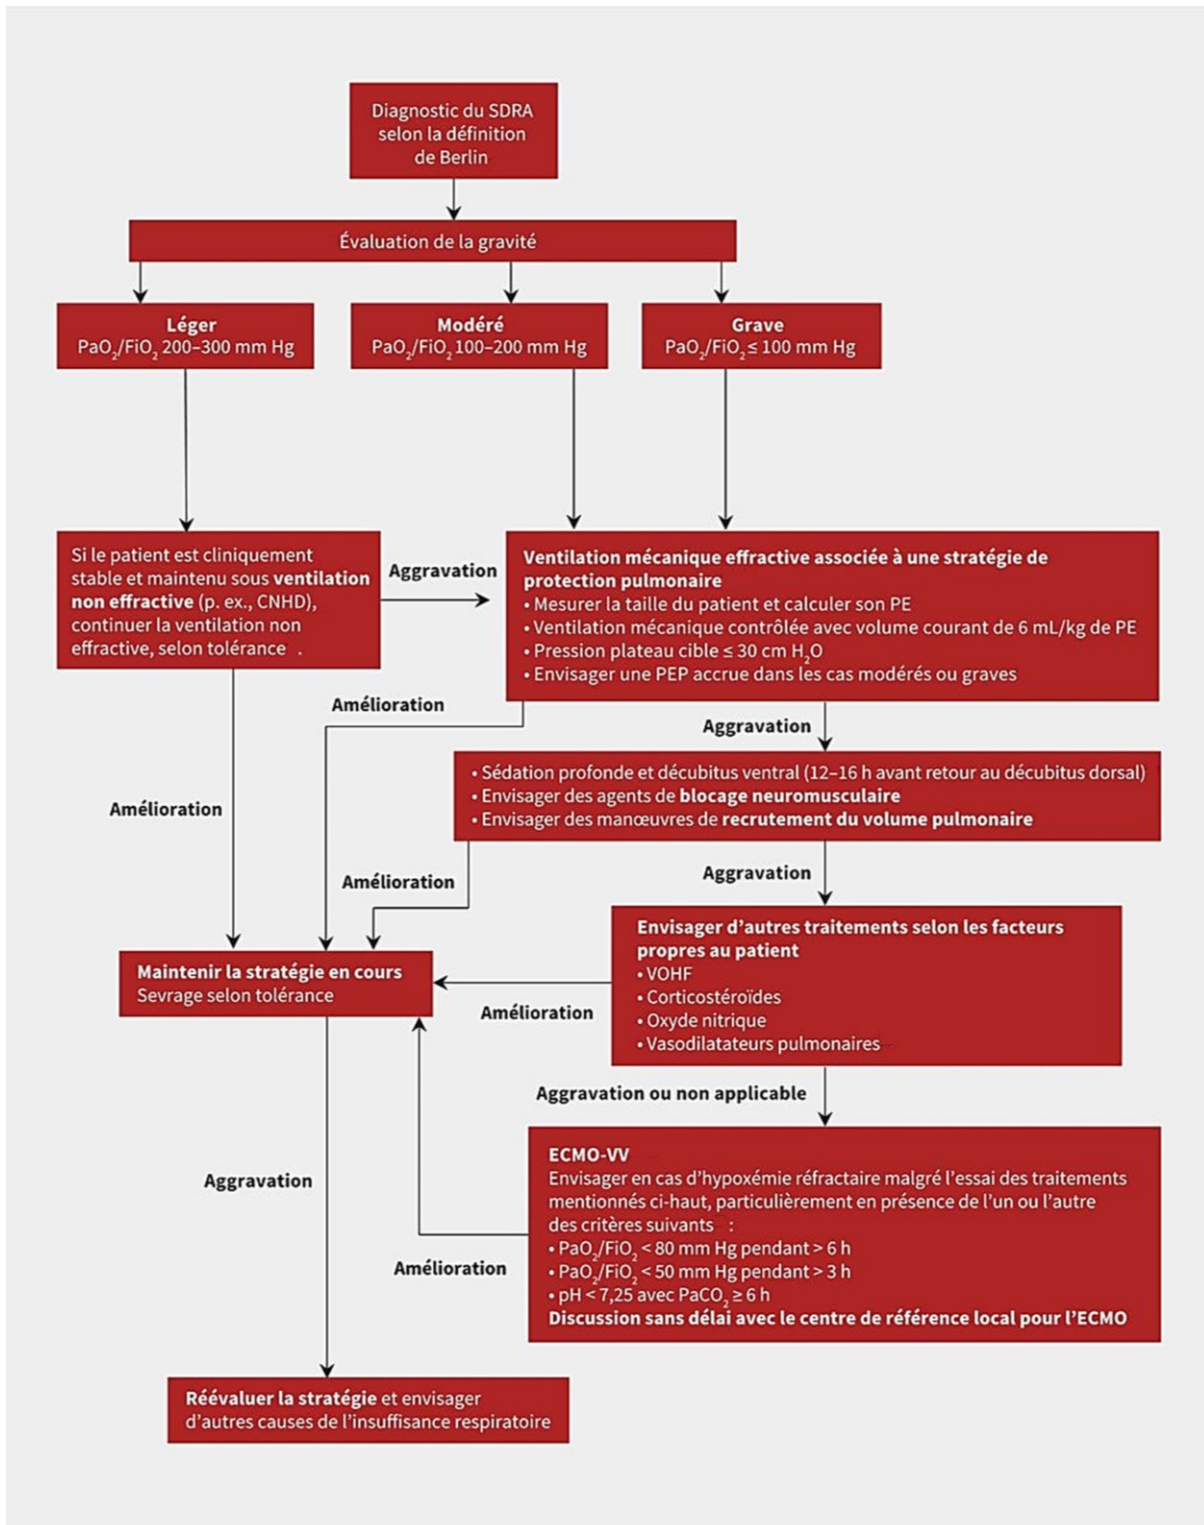 Diagnostic du SDRA
selon la définition
de Berlin
Évaluation de la gravité
Léger
PaO₂/FiO₂ 200–300 mm Hg
Modéré
PaO₂/FiO₂ 100–200 mm Hg
Grave
PaO₂/FiO₂ ≤ 100 mm Hg
Si le patient est cliniquement
stable et maintenu sous ventilation
non effractive (p. ex., CNHD),
continuer la ventilation non
effractive, selon tolérance .
Aggravation
Ventilation mécanique effractive associée à une stratégie de
protection pulmonaire
• Mesurer la taille du patient et calculer son PE
• Ventilation mécanique contrôlée avec volume courant de 6 mL/kg de PE
• Pression plateau cible ≤ 30 cm H₂O
• Envisager une PEP accrue dans les cas modérés ou graves
Amélioration
Aggravation
• Sédation profonde et décubitus ventral (12–16 h avant retour au décubitus dorsal)
• Envisager des agents de blocage neuromusculaire
• Envisager des manœuvres de recrutement du volume pulmonaire
Amélioration
Amélioration
Aggravation
Envisager d’autres traitements selon les facteurs
propres au patient
• VOHF
• Corticostéroïdes
• Oxyde nitrique
• Vasodilatateurs pulmonaires
Maintenir la stratégie en cours
Sevrage selon tolérance
Amélioration
Aggravation ou non applicable
ECMO-VV
Envisager en cas d’hypoxémie réfractaire malgré l’essai des traitements
mentionnés ci-haut, particulièrement en présence de l’un ou l’autre
des critères suivants :
• PaO₂/FiO₂ < 80 mm Hg pendant > 6 h
• PaO₂/FiO₂ < 50 mm Hg pendant > 3 h
• pH < 7,25 avec PaCO₂ ≥ 6 h
Discussion sans délai avec le centre de référence local pour l’ECMO
Aggravation
Amélioration
Réévaluer la stratégie et envisager
d’autres causes de l’insuffisance respiratoire